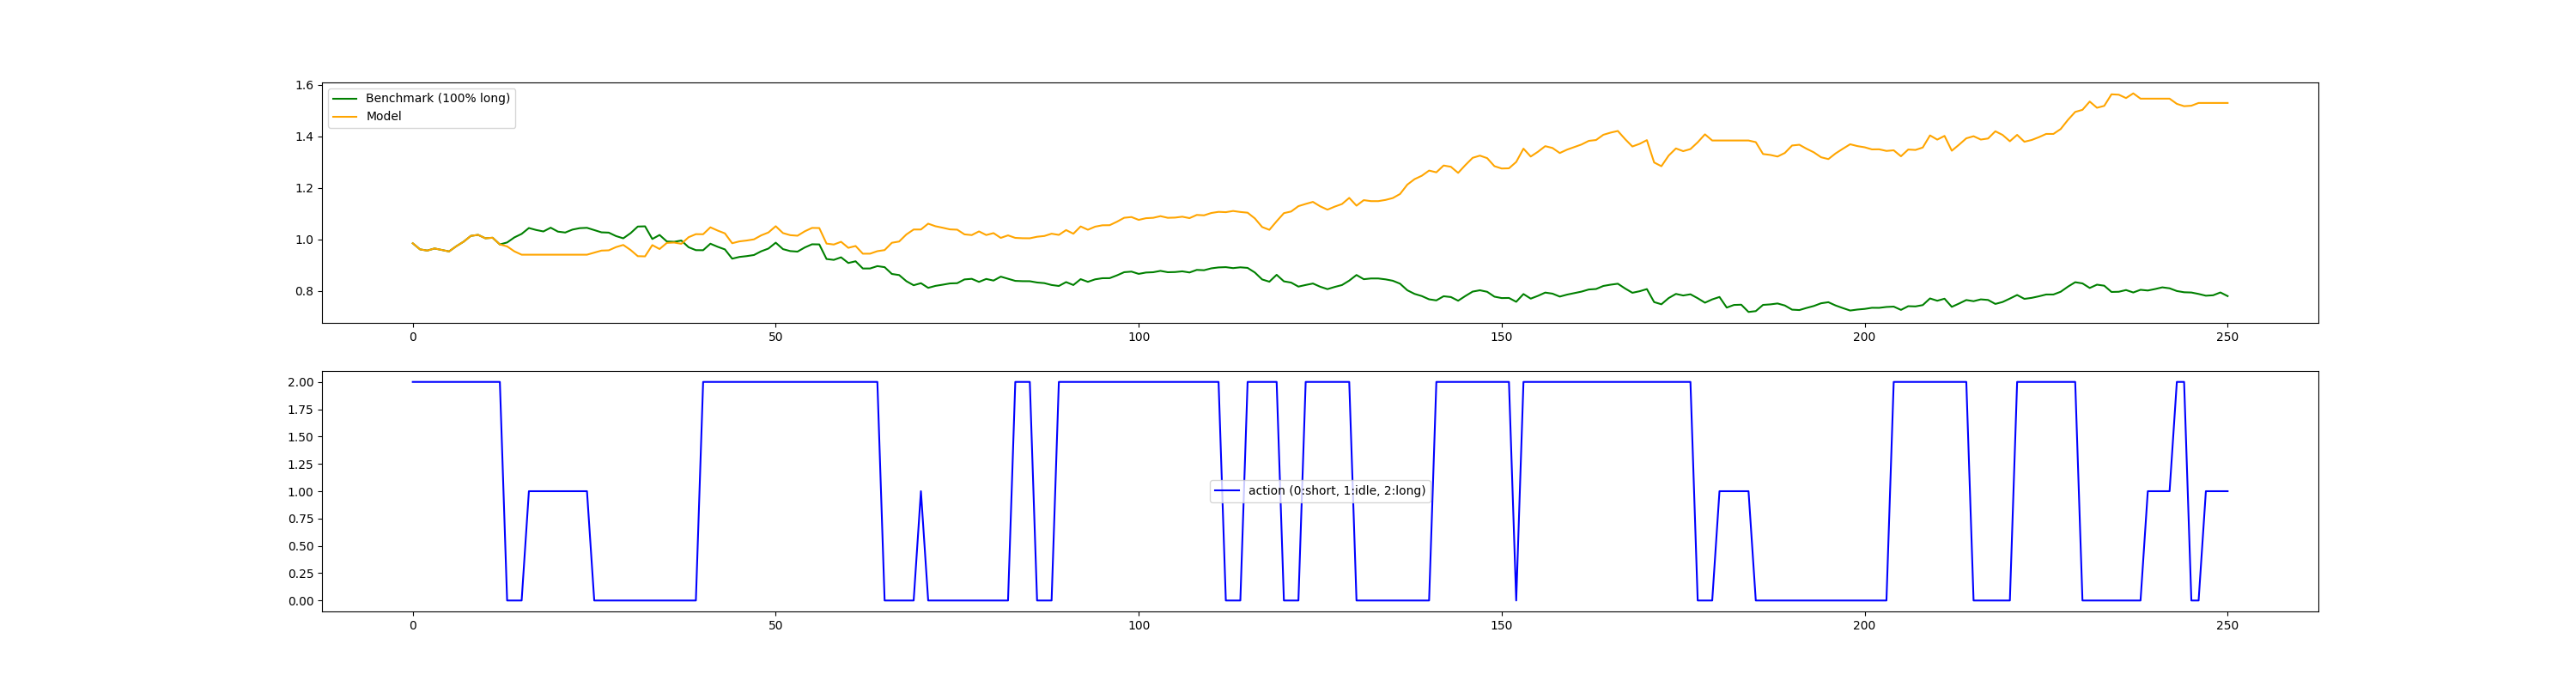 1.6
1.4
1.2
1.0
0.8
Benchmark (100% long)
Model
0 50 100 150 200 250
2.00
1.75
1.50
1.25
1.00
0.75
0.50
0.25
0.00
action (0:short, 1:idle, 2:long)
0 50 100 150 200 250